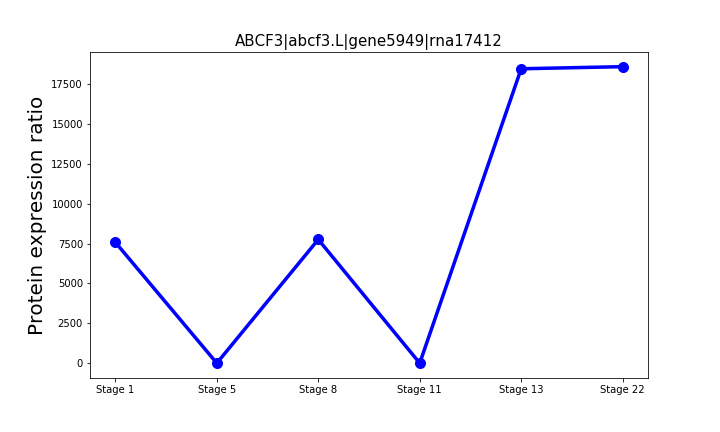 ABCF3|abcf3.L|gene5949|rna17412
Protein expression ratio
17500
15000
12500
10000
7500
5000
2500
0
Stage 1
Stage 5
Stage 8
Stage 11
Stage 13
Stage 22